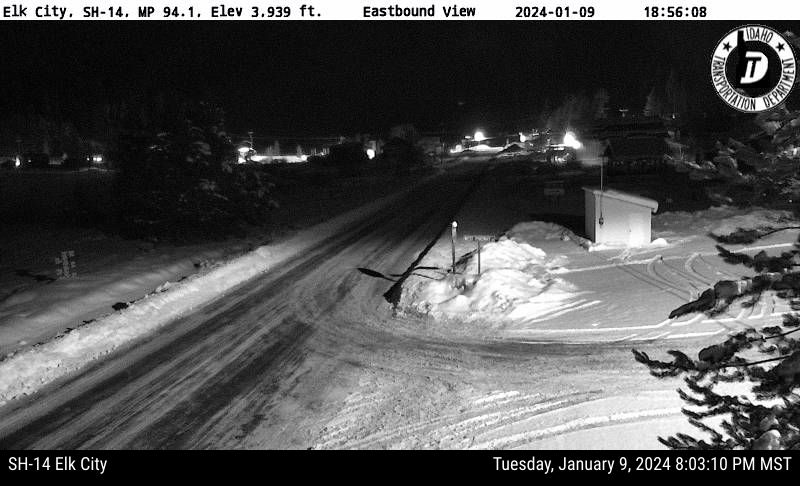 Elk City, SH-14, MP 94.1, Elev 3,939 ft. Eastbound View 2024-01-09 18:56:08
IDAHO
TRANSPORTATION DEPARTMENT
SH-14 Elk City Tuesday, January 9, 2024 8:03:10 PM MST